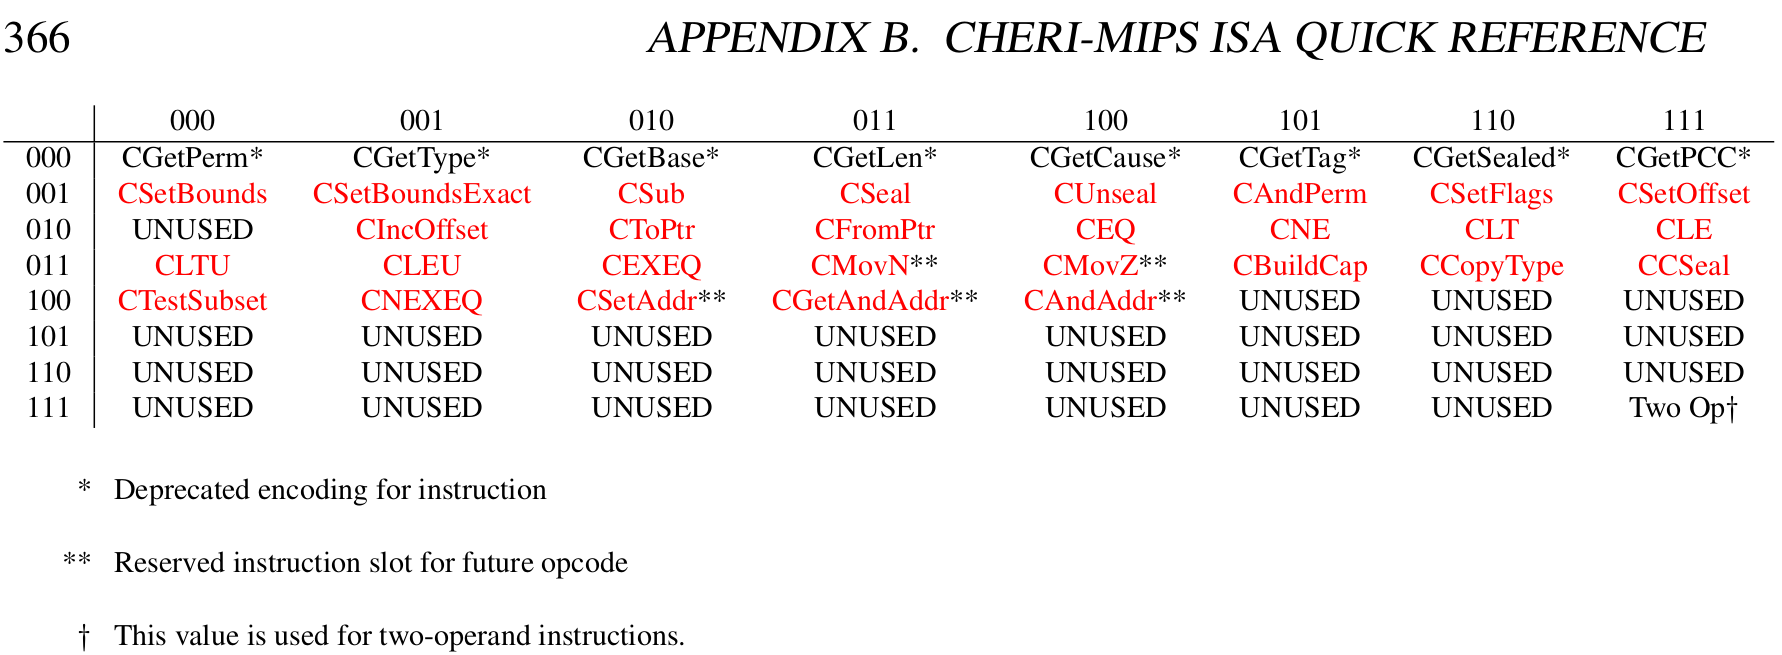 366 APPENDIX B. CHERI-MIPS ISA QUICK REFERENCE
000 001 010 011 100 101 110 111
000 CGetPerm* CGetType* CGetBase* CGetLen* CGetCause* CGetTag* CGetSealed* CGetPCC*
001 CSetBounds CSetBoundsExact CSub CSeal CUnseal CAndPerm CSetFlags CSetOffset
010 UNUSED CIncOffset CToPtr CFromPtr CEQ CNE CLT CLE
011 CLTU CLEU CEXEQ CMovN** CMovZ** CBuildCap CCopyType CCSeal
100 CTestSubset CNEXEQ CSetAddr** CGetAndAddr** CAndAddr** UNUSED UNUSED UNUSED
101 UNUSED UNUSED UNUSED UNUSED UNUSED UNUSED UNUSED UNUSED
110 UNUSED UNUSED UNUSED UNUSED UNUSED UNUSED UNUSED UNUSED
111 UNUSED UNUSED UNUSED UNUSED UNUSED UNUSED UNUSED Two Op†
* Deprecated encoding for instruction
** Reserved instruction slot for future opcode
† This value is used for two-operand instructions.